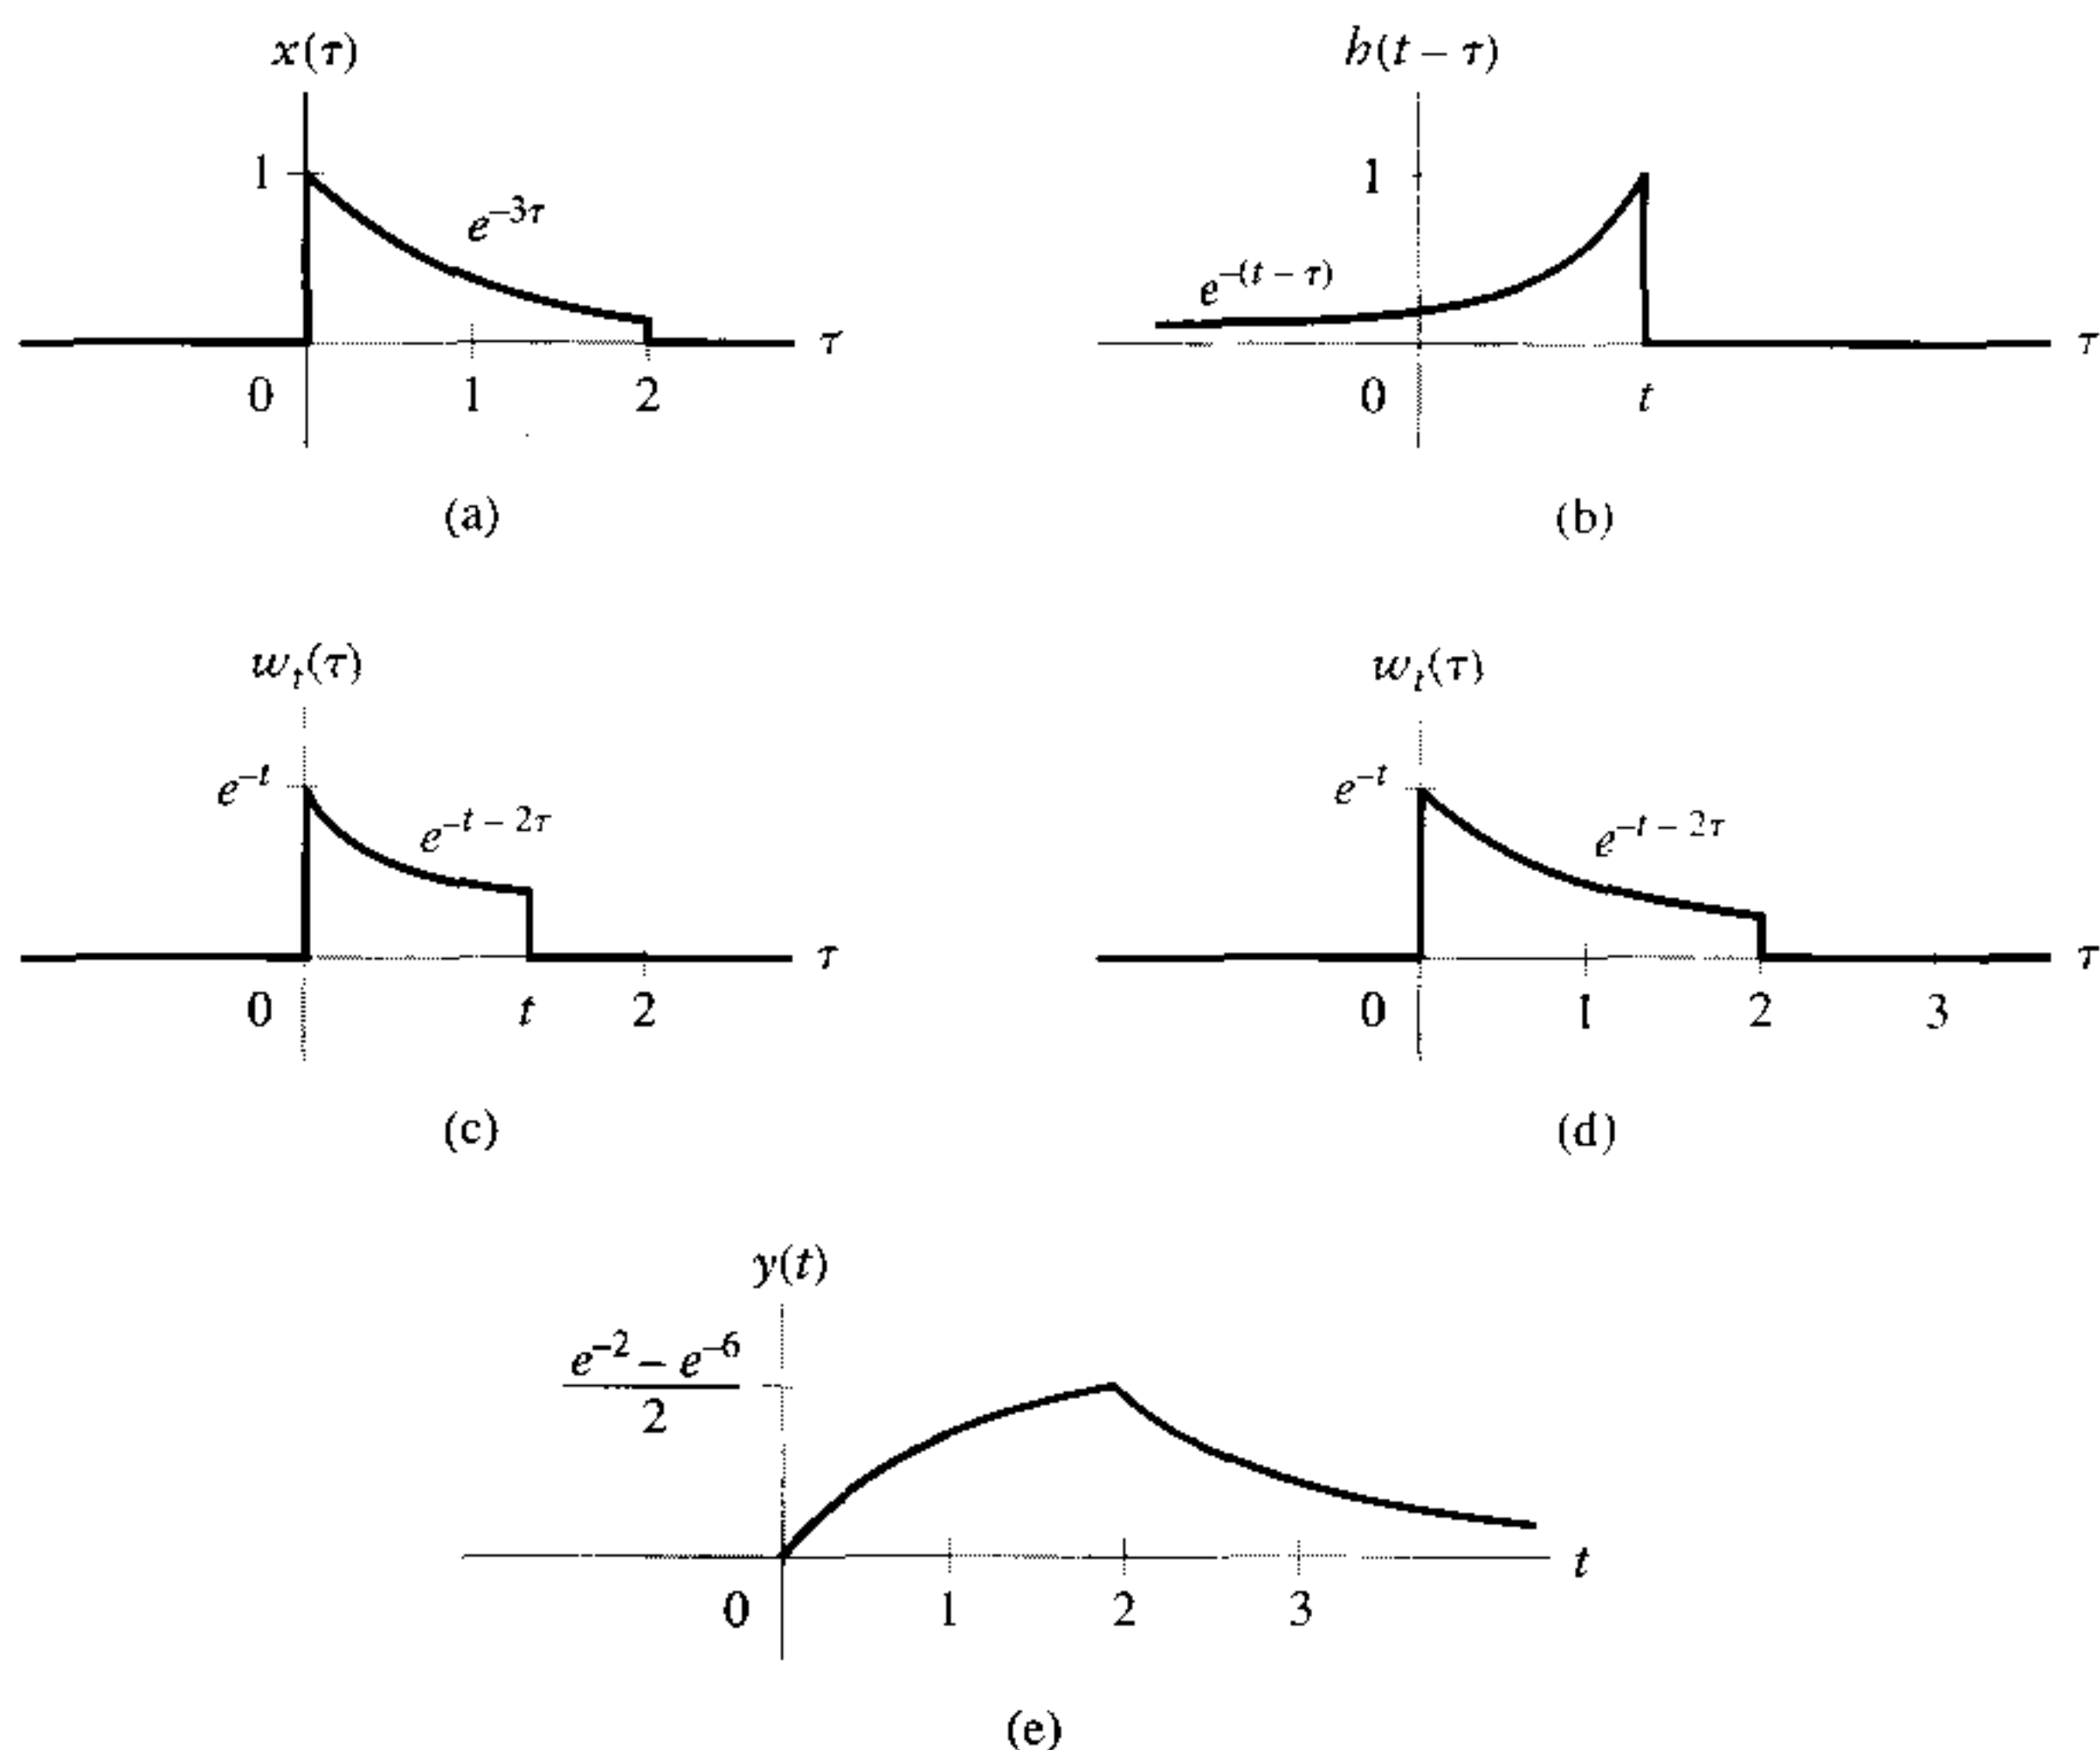 x(τ)
1
e^{-3τ}
τ
0 1 2
(a)
h(t – τ)
1
e^{-(t – τ)}
τ
0 t
(b)
w_t(τ)
e^{-t}
e^{-t – 2τ}
τ
0 t 2
(c)
w_t(τ)
e^{-t}
e^{-t – 2τ}
τ
0 1 2 3
(d)
y(t)
e^{-2} – e^{-6}
2
t
0 1 2 3
(e)